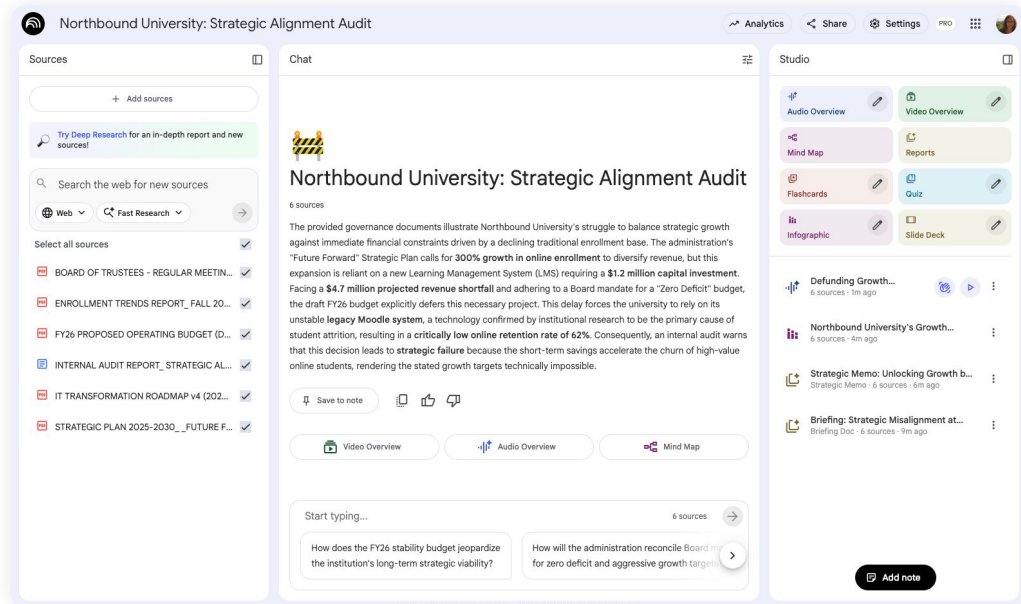 Northbound University: Strategic Alignment Audit
Analytics
Share
Settings
PRO
Sources
+ Add sources
Try Deep Research for an in-depth report and new
sources!
Search the web for new sources
Web
Fast Research
Select all sources
PDF BOARD OF TRUSTEES - REGULAR MEETIN...
PDF ENROLLMENT TRENDS REPORT_FALL 20...
PDF FY26 PROPOSED OPERATING BUDGET (D...
INTERNAL AUDIT REPORT_ STRATEGIC AL...
PDF IT TRANSFORMATION ROADMAP v4 (202...
PDF STRATEGIC PLAN 2025-2030_ _FUTURE F...
Chat
Northbound University: Strategic Alignment Audit
6 sources
The provided governance documents illustrate Northbound University's struggle to balance strategic growth
against immediate financial constraints driven by a declining traditional enrollment base. The administration's
"Future Forward" Strategic Plan calls for 300% growth in online enrollment to diversify revenue, but this
expansion is reliant on a new Learning Management System (LMS) requiring a $1.2 million capital investment.
Facing a $4.7 million projected revenue shortfall and adhering to a Board mandate for a "Zero Deficit" budget,
the draft FY26 budget explicitly defers this necessary project. This delay forces the university to rely on its
unstable legacy Moodle system, a technology confirmed by institutional research to be the primary cause of
student attrition, resulting in a critically low online retention rate of 62%. Consequently, an internal audit warns
that this decision leads to strategic failure because the short-term savings accelerate the churn of high-value
online students, rendering the stated growth targets technically impossible.
Save to note
Video Overview
Audio Overview
Mind Map
Start typing...
6 sources
How does the FY26 stability budget jeopardize
the institution's long-term strategic viability?
How will the administration reconcile Board
for zero deficit and aggressive growth targets
Studio
Audio Overview
Video Overview
Mind Map
Reports
Flashcards
Quiz
Infographic
Slide Deck
Defunding Growth...
6 sources · 1m ago
Northbound University's Growth...
6 sources · 4m ago
Strategic Memo: Unlocking Growth b...
Strategic Memo · 6 sources · 6m ago
Briefing: Strategic Misalignment at...
Briefing Doc · 6 sources · 9m ago
Add note